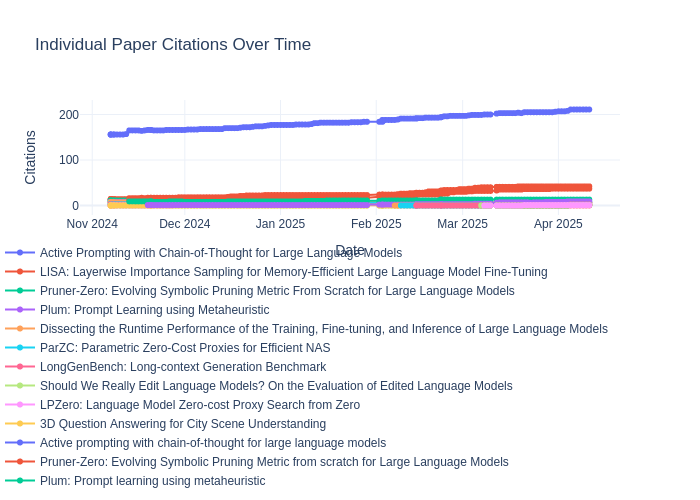 Individual Paper Citations Over Time
Citations
200
100
0
Nov 2024
Dec 2024
Jan 2025
Feb 2025
Mar 2025
Apr 2025
Date
Active Prompting with Chain-of-Thought for Large Language Models
LISA: Layerwise Importance Sampling for Memory-Efficient Large Language Model Fine-Tuning
Pruner-Zero: Evolving Symbolic Pruning Metric From Scratch for Large Language Models
Plum: Prompt Learning using Metaheuristic
Dissecting the Runtime Performance of the Training, Fine-tuning, and Inference of Large Language Models
ParZC: Parametric Zero-Cost Proxies for Efficient NAS
LongGenBench: Long-context Generation Benchmark
Should We Really Edit Language Models? On the Evaluation of Edited Language Models
LPZero: Language Model Zero-cost Proxy Search from Zero
3D Question Answering for City Scene Understanding
Active prompting with chain-of-thought for large language models
Pruner-Zero: Evolving Symbolic Pruning Metric from scratch for Large Language Models
Plum: Prompt learning using metaheuristic